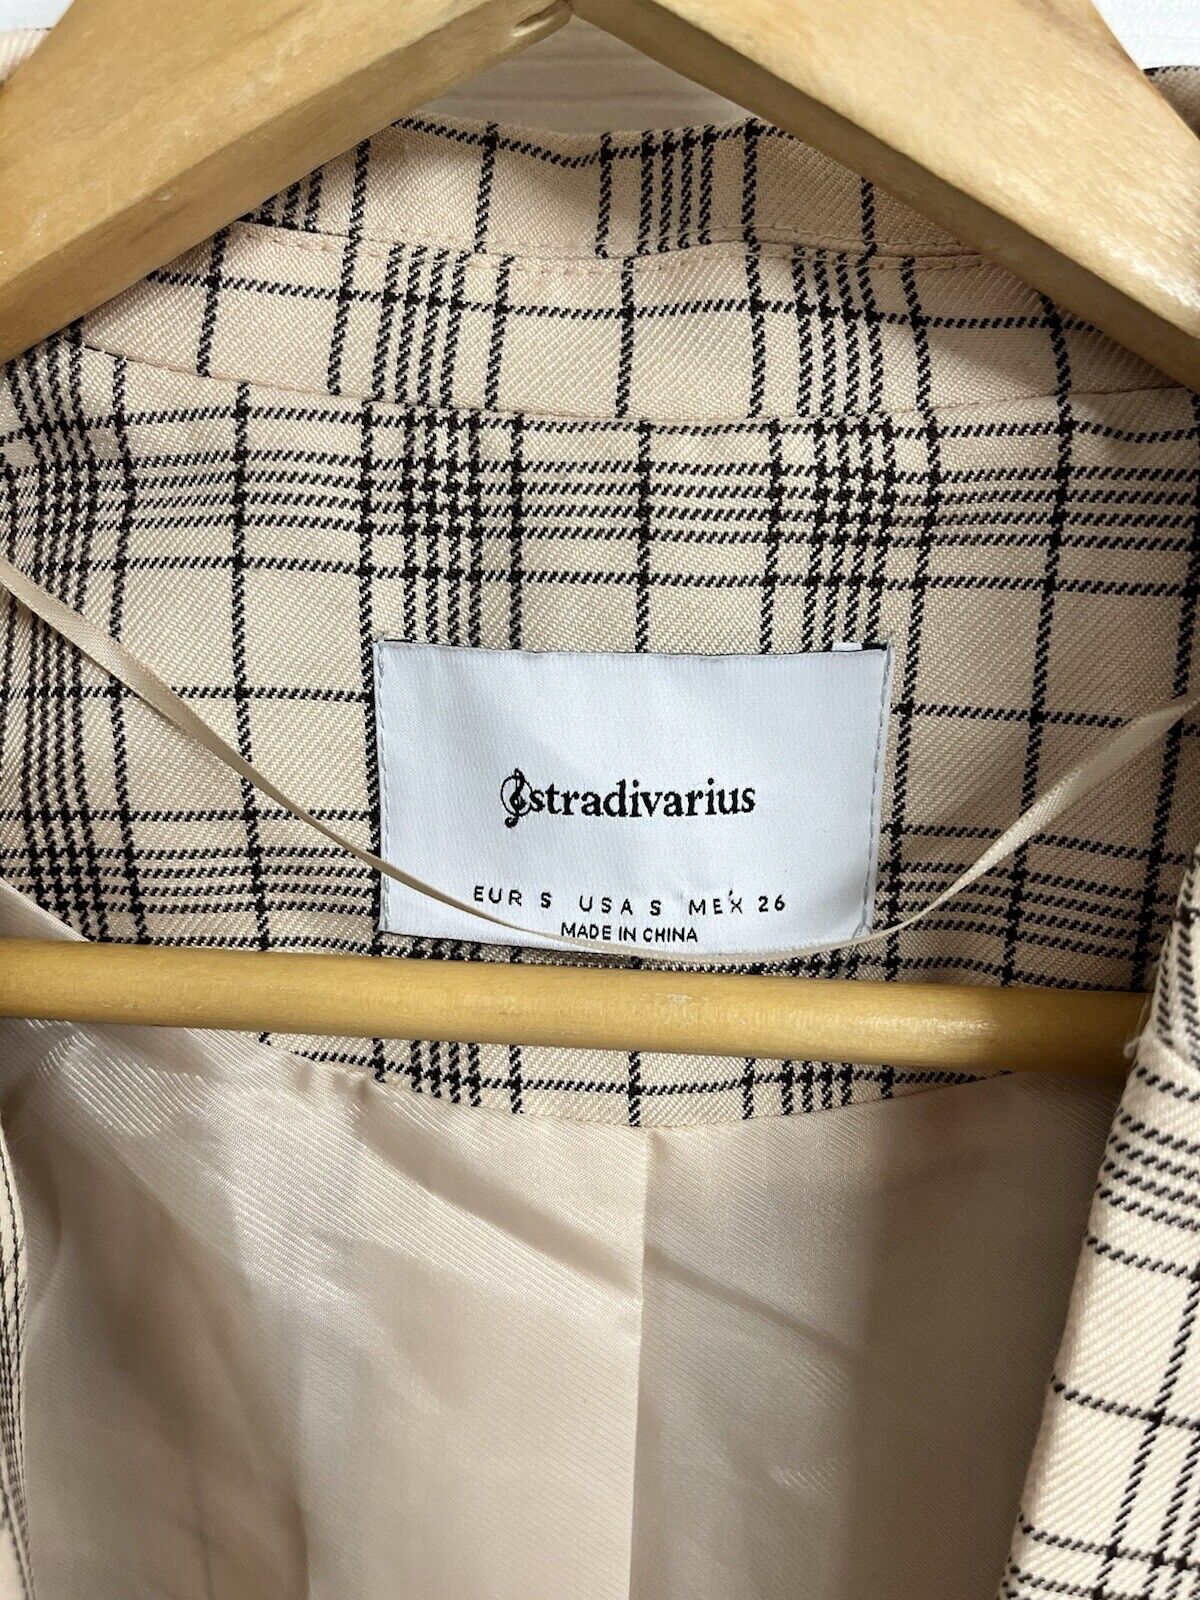 stradivarius
EUR S USA S MEX 26
MADE IN CHINA